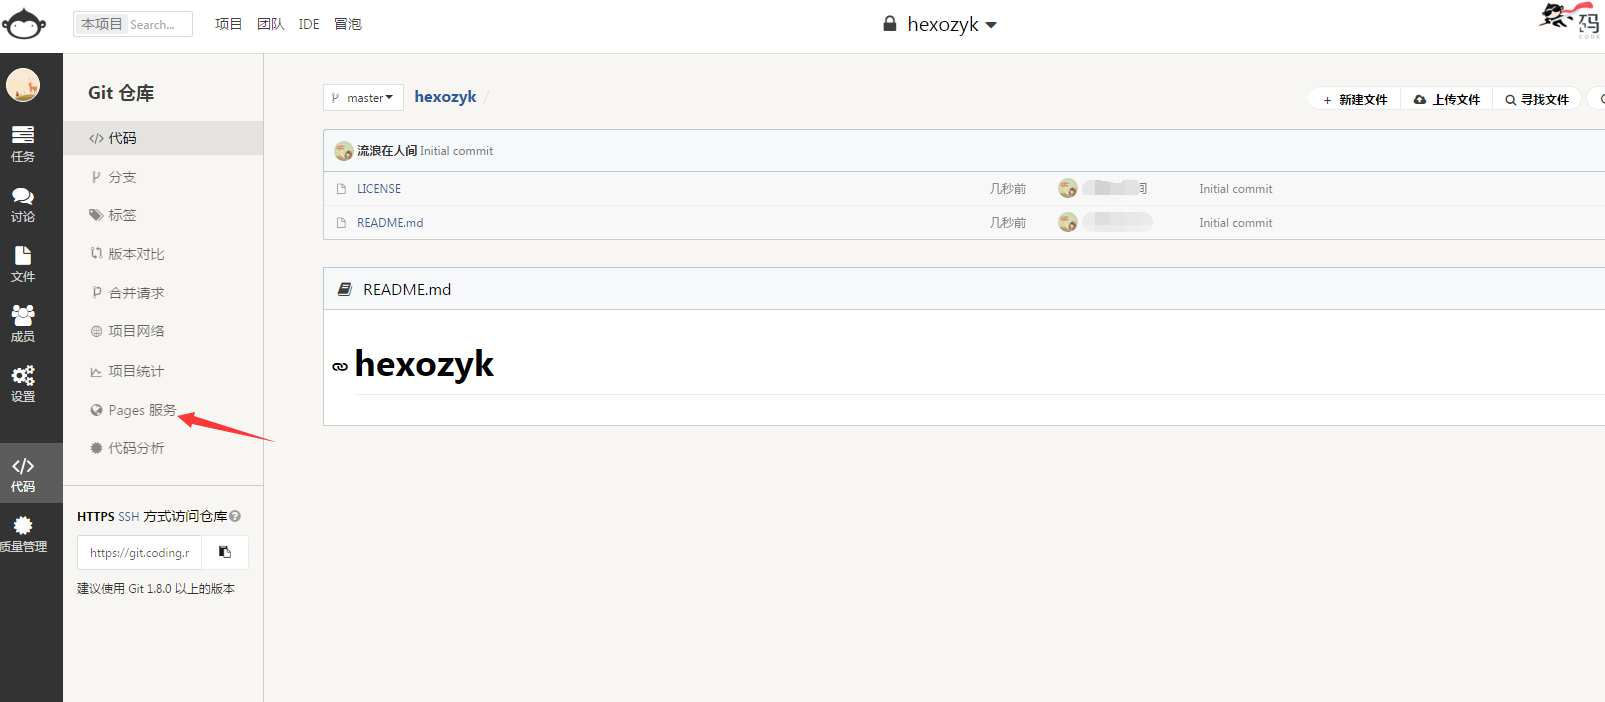 本项目 Search... 项目 团队 IDE 冒泡 hexozyk 码
CODE
任务
讨论
文件
成员
设置
代码
质量管理
Git 仓库
代码
分支
标签
版本对比
合并请求
项目网络
项目统计
Pages 服务
代码分析
HTTPS SSH 方式访问仓库
https://git.coding.r
建议使用 Git 1.8.0 以上的版本
master hexozyk /
+ 新建文件 上传文件 寻找文件
流浪在人间 Initial commit
LICENSE 几秒前 间 Initial commit
README.md 几秒前 Initial commit
README.md
hexozyk